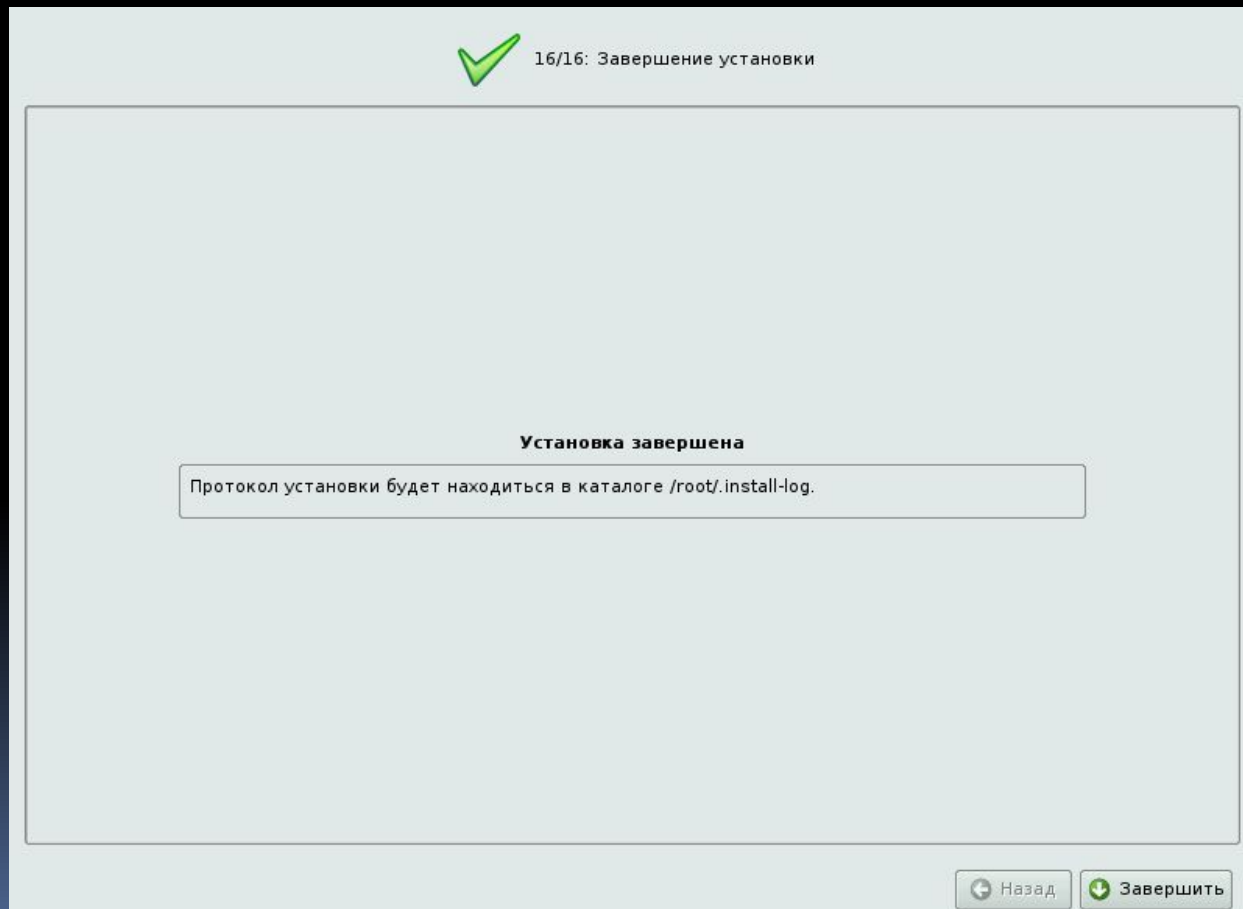 16/16: Завершение установки
Установка завершена
Протокол установки будет находиться в каталоге /root/.install-log.
Назад
Завершить